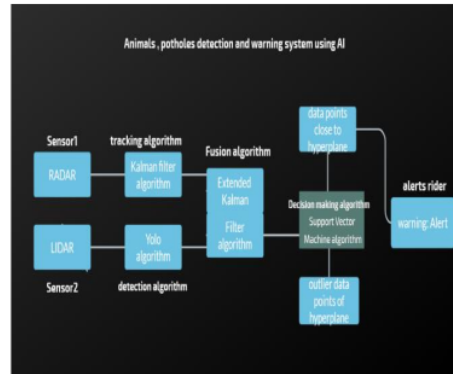 Animals , potholes detection and warning system using AI
Sensor1
RADAR
tracking algorithm
Kalman filter
algorithm
Fusion algorithm
Extended
Kalman
Filter
algorithm
LIDAR
Sensor2
Yolo
algorithm
detection algorithm
data points
close to
hyperplane
Decision making algorithm
Support Vector
Machine algorithm
outlier data
points of
hyperplane
alerts rider
warning: Alert